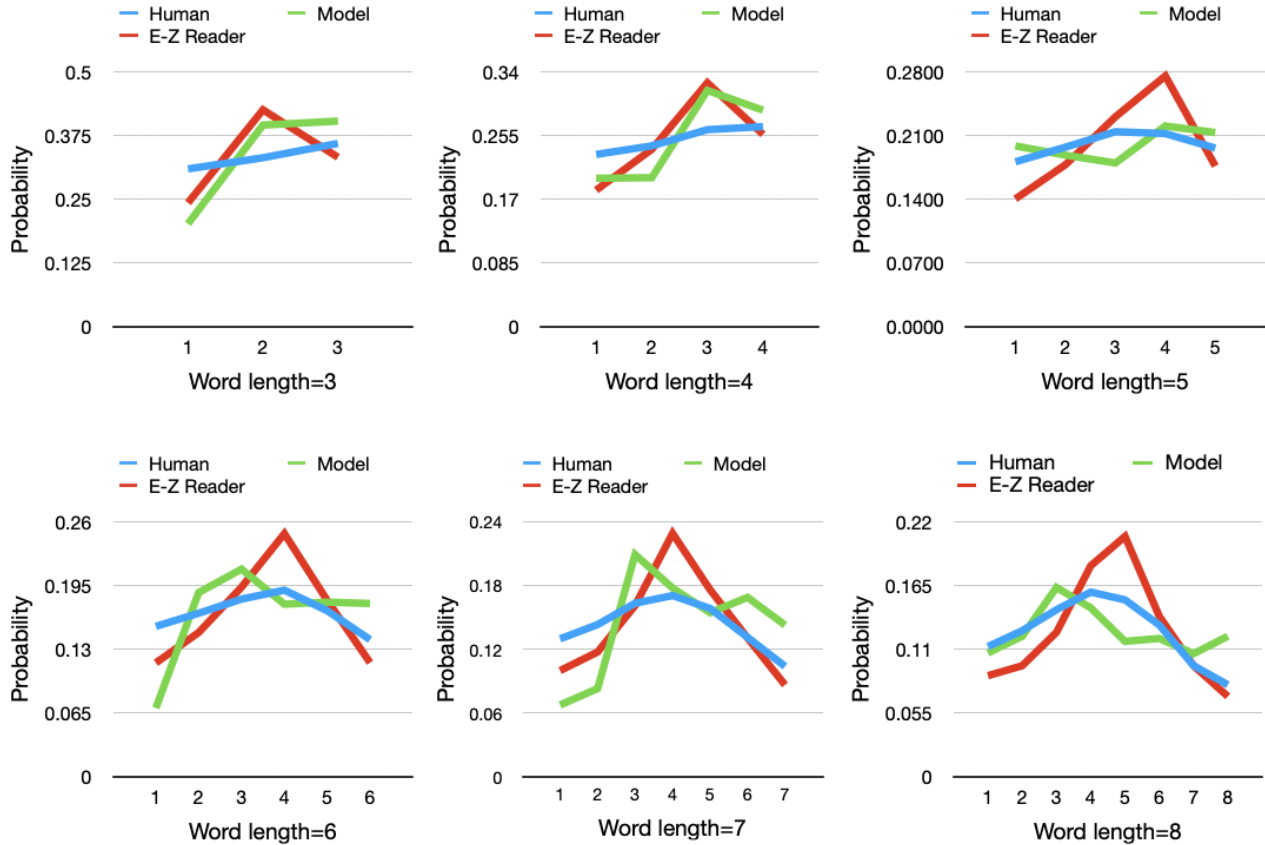 Human Model
E-Z Reader
0.5
0.375
0.25
0.125
0
Probability
1 2 3
Word length=3
Human Model
E-Z Reader
0.34
0.255
0.17
0.085
0
Probability
1 2 3 4
Word length=4
Human Model
E-Z Reader
0.2800
0.2100
0.1400
0.0700
0.0000
Probability
1 2 3 4 5
Word length=5
Human Model
E-Z Reader
0.26
0.195
0.13
0.065
0
Probability
1 2 3 4 5 6
Word length=6
Human Model
E-Z Reader
0.24
0.18
0.12
0.06
0
Probability
1 2 3 4 5 6 7
Word length=7
Human Model
E-Z Reader
0.22
0.165
0.11
0.055
0
Probability
1 2 3 4 5 6 7 8
Word length=8